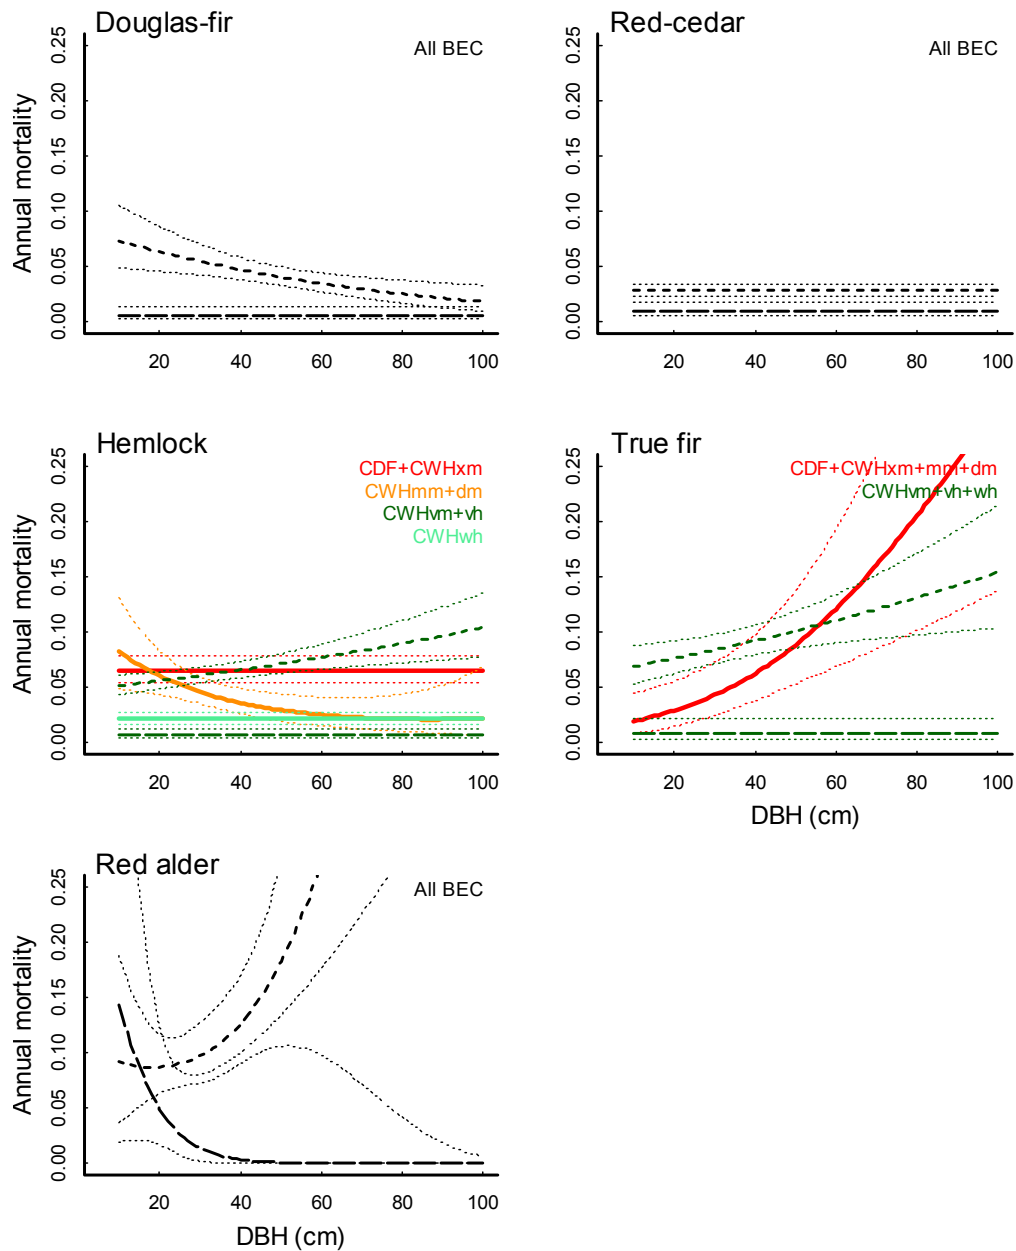 Douglas-fir
All BEC
Annual mortality
0.00 0.05 0.10 0.15 0.20 0.25
20 40 60 80 100
Red-cedar
All BEC
0.00 0.05 0.10 0.15 0.20 0.25
20 40 60 80 100
Hemlock
CDF+CWHxm
CWHmm+dm
CWHvm+vh
CWHwh
Annual mortality
0.00 0.05 0.10 0.15 0.20 0.25
20 40 60 80 100
True fir
CDF+CWHxm+mm+dm
CWHvm+vh+wh
0.00 0.05 0.10 0.15 0.20 0.25
20 40 60 80 100
DBH (cm)
Red alder
All BEC
Annual mortality
0.00 0.05 0.10 0.15 0.20 0.25
20 40 60 80 100
DBH (cm)